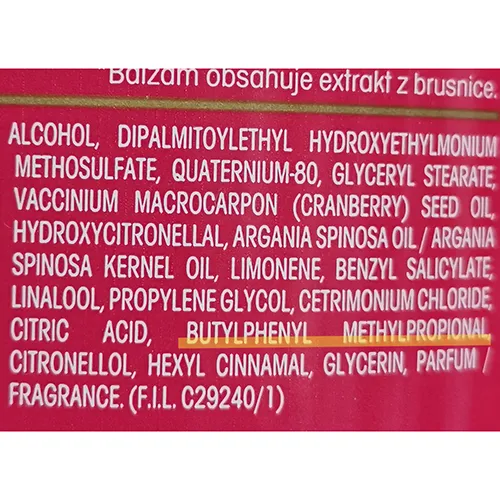 *Balzam obsahuje extrakt z brusnice.
ALCOHOL, DIPALMITOYLETHYL HYDROXYETHYLMONIUM
METHOSULFATE, QUATERNIUM-80, GLYCERYL STEARATE,
VACCINIUM MACROCARPON (CRANBERRY) SEED OIL,
HYDROXYCITRONELLAL, ARGANIA SPINOSA OIL / ARGANIA
SPINOSA KERNEL OIL, LIMONENE, BENZYL SALICYLATE,
LINALOOL, PROPYLENE GLYCOL, CETRIMONIUM CHLORIDE,
CITRIC ACID, BUTYLPHENYL METHYLPROPIONAL
CITRONELLOL, HEXYL CINNAMAL, GLYCERIN, PARFUM /
FRAGRANCE. (F.I.L. C29240/1)